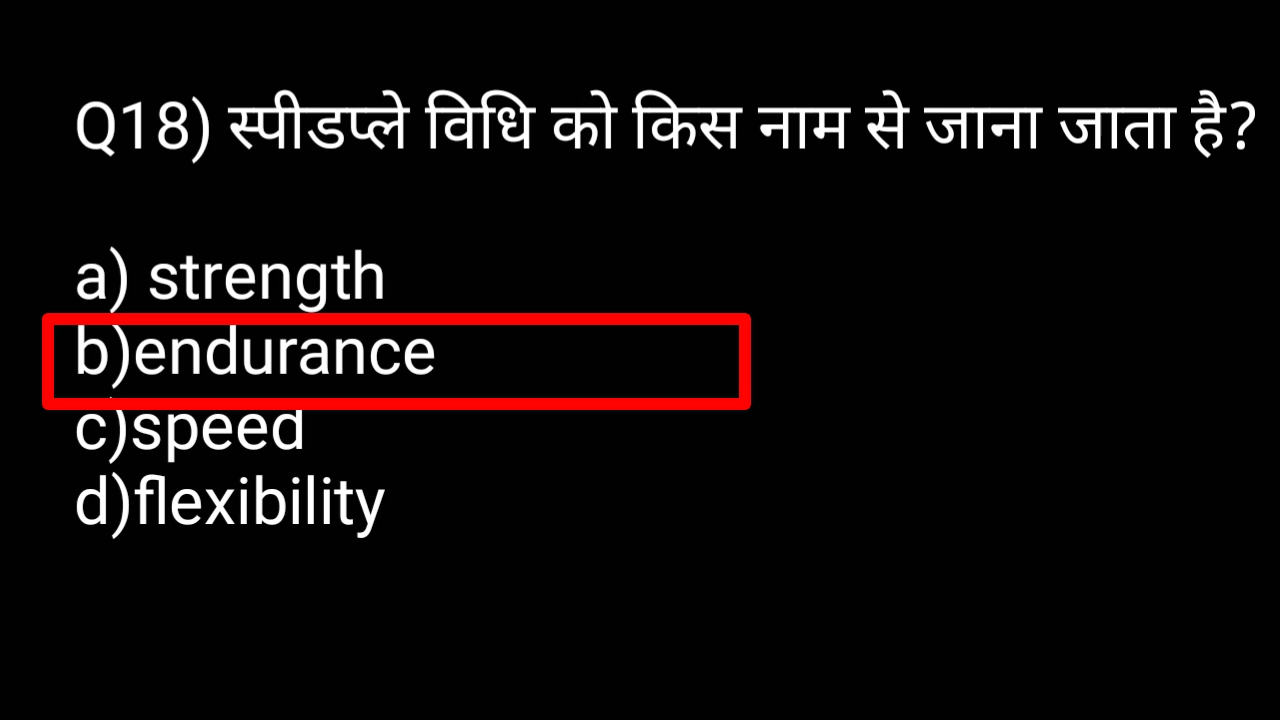 Q18) स्पीडप्ले विधि को किस नाम से जाना जाता है?
a) strength
b)endurance
c)speed
d)flexibility